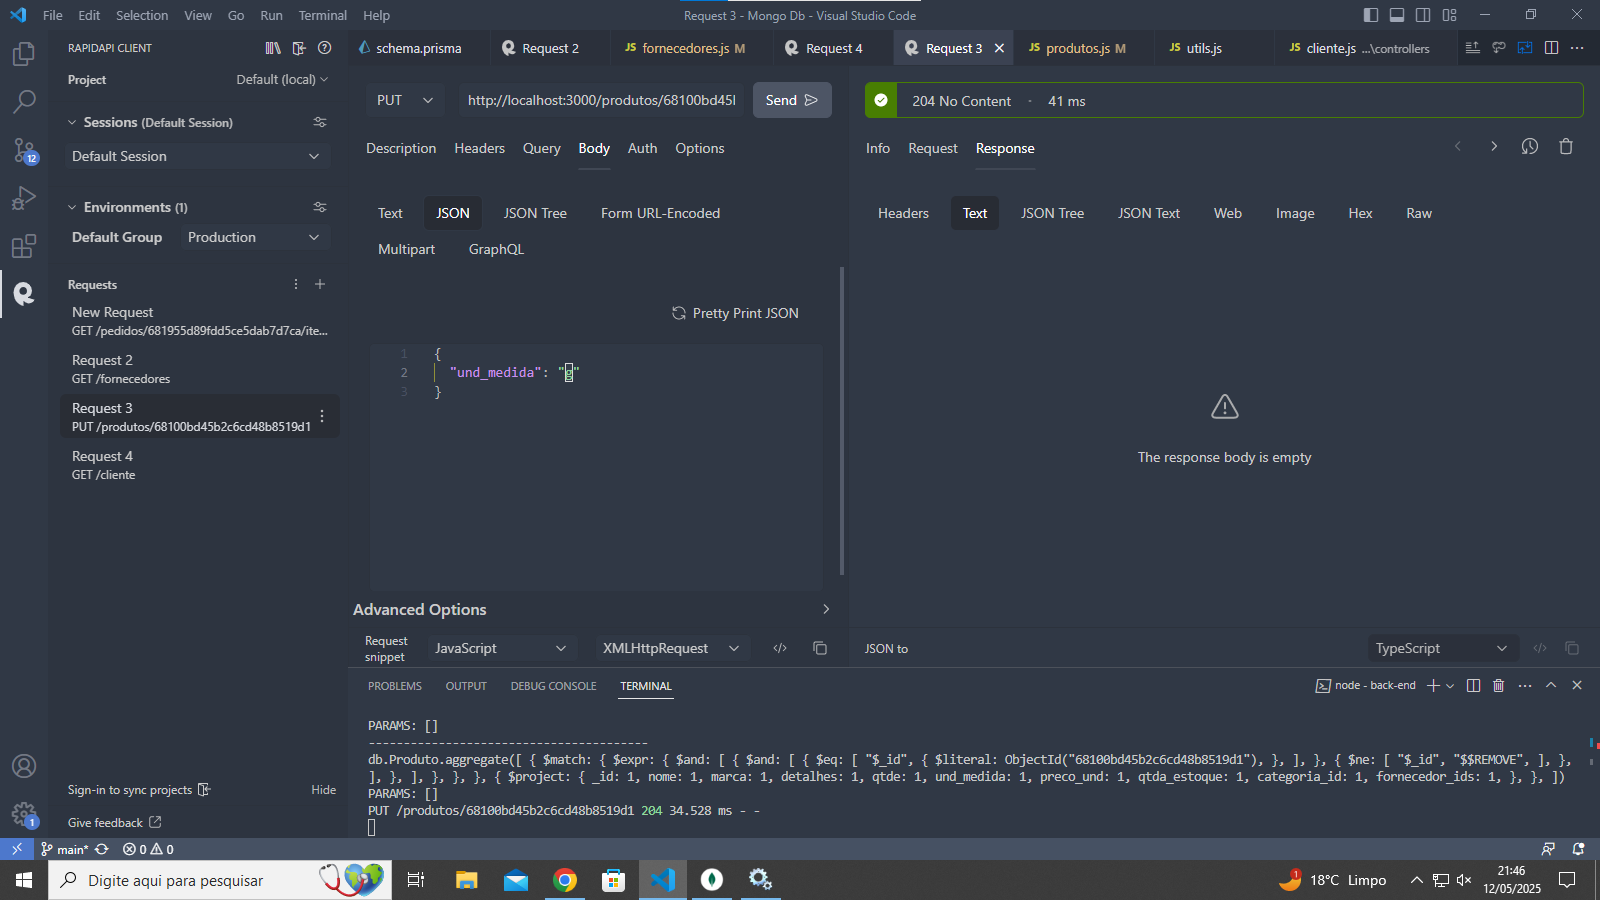 File Edit Selection View Go Run Terminal Help
Request 3 - Mongo Db - Visual Studio Code
RAPIDAPI CLIENT
schema.prisma
Request 2
JS fornecedores.js M
Request 4
Request 3
JS produtos.js M
JS utils.js
JS cliente.js ...\controllers
Project
Default (local)
Sessions (Default Session)
Default Session
Environments (1)
Default Group
Production
Requests
New Request
GET /pedidos/681955d89fdd5ce5dab7d7ca/ite...
Request 2
GET /fornecedores
Request 3
PUT /produtos/68100bd45b2c6cd48b8519d1
Request 4
GET /cliente
Sign-in to sync projects
Hide
Give feedback
12
1
PUT
http://localhost:3000/produtos/68100bd45l
Send
Description Headers Query Body Auth Options
Text JSON JSON Tree Form URL-Encoded
Multipart GraphQL
Pretty Print JSON
1 {
2 "und_medida": "g"
3 }
Advanced Options
Request snippet
JavaScript
XMLHttpRequest
204 No Content - 41 ms
Info Request Response
Headers Text JSON Tree JSON Text Web Image Hex Raw
The response body is empty
JSON to
TypeScript
PROBLEMS OUTPUT DEBUG CONSOLE TERMINAL
node - back-end
PARAMS: []
----------------------------------------
db.Produto.aggregate([ { $match: { $expr: { $and: [ { $and: [ { $eq: [ "$_id", { $literal: ObjectId("68100bd45b2c6cd48b8519d1"), }, ], }, { $ne: [ "$_id", "$$REMOVE", ], },
], }, ], }, }, }, { $project: { _id: 1, nome: 1, marca: 1, detalhes: 1, qtde: 1, und_medida: 1, preco_und: 1, qtda_estoque: 1, categoria_id: 1, fornecedor_ids: 1, }, }, ])
PARAMS: []
PUT /produtos/68100bd45b2c6cd48b8519d1 204 34.528 ms - -
main*
0 0
Digite aqui para pesquisar
1
18°C Limpo
21:46
12/05/2025